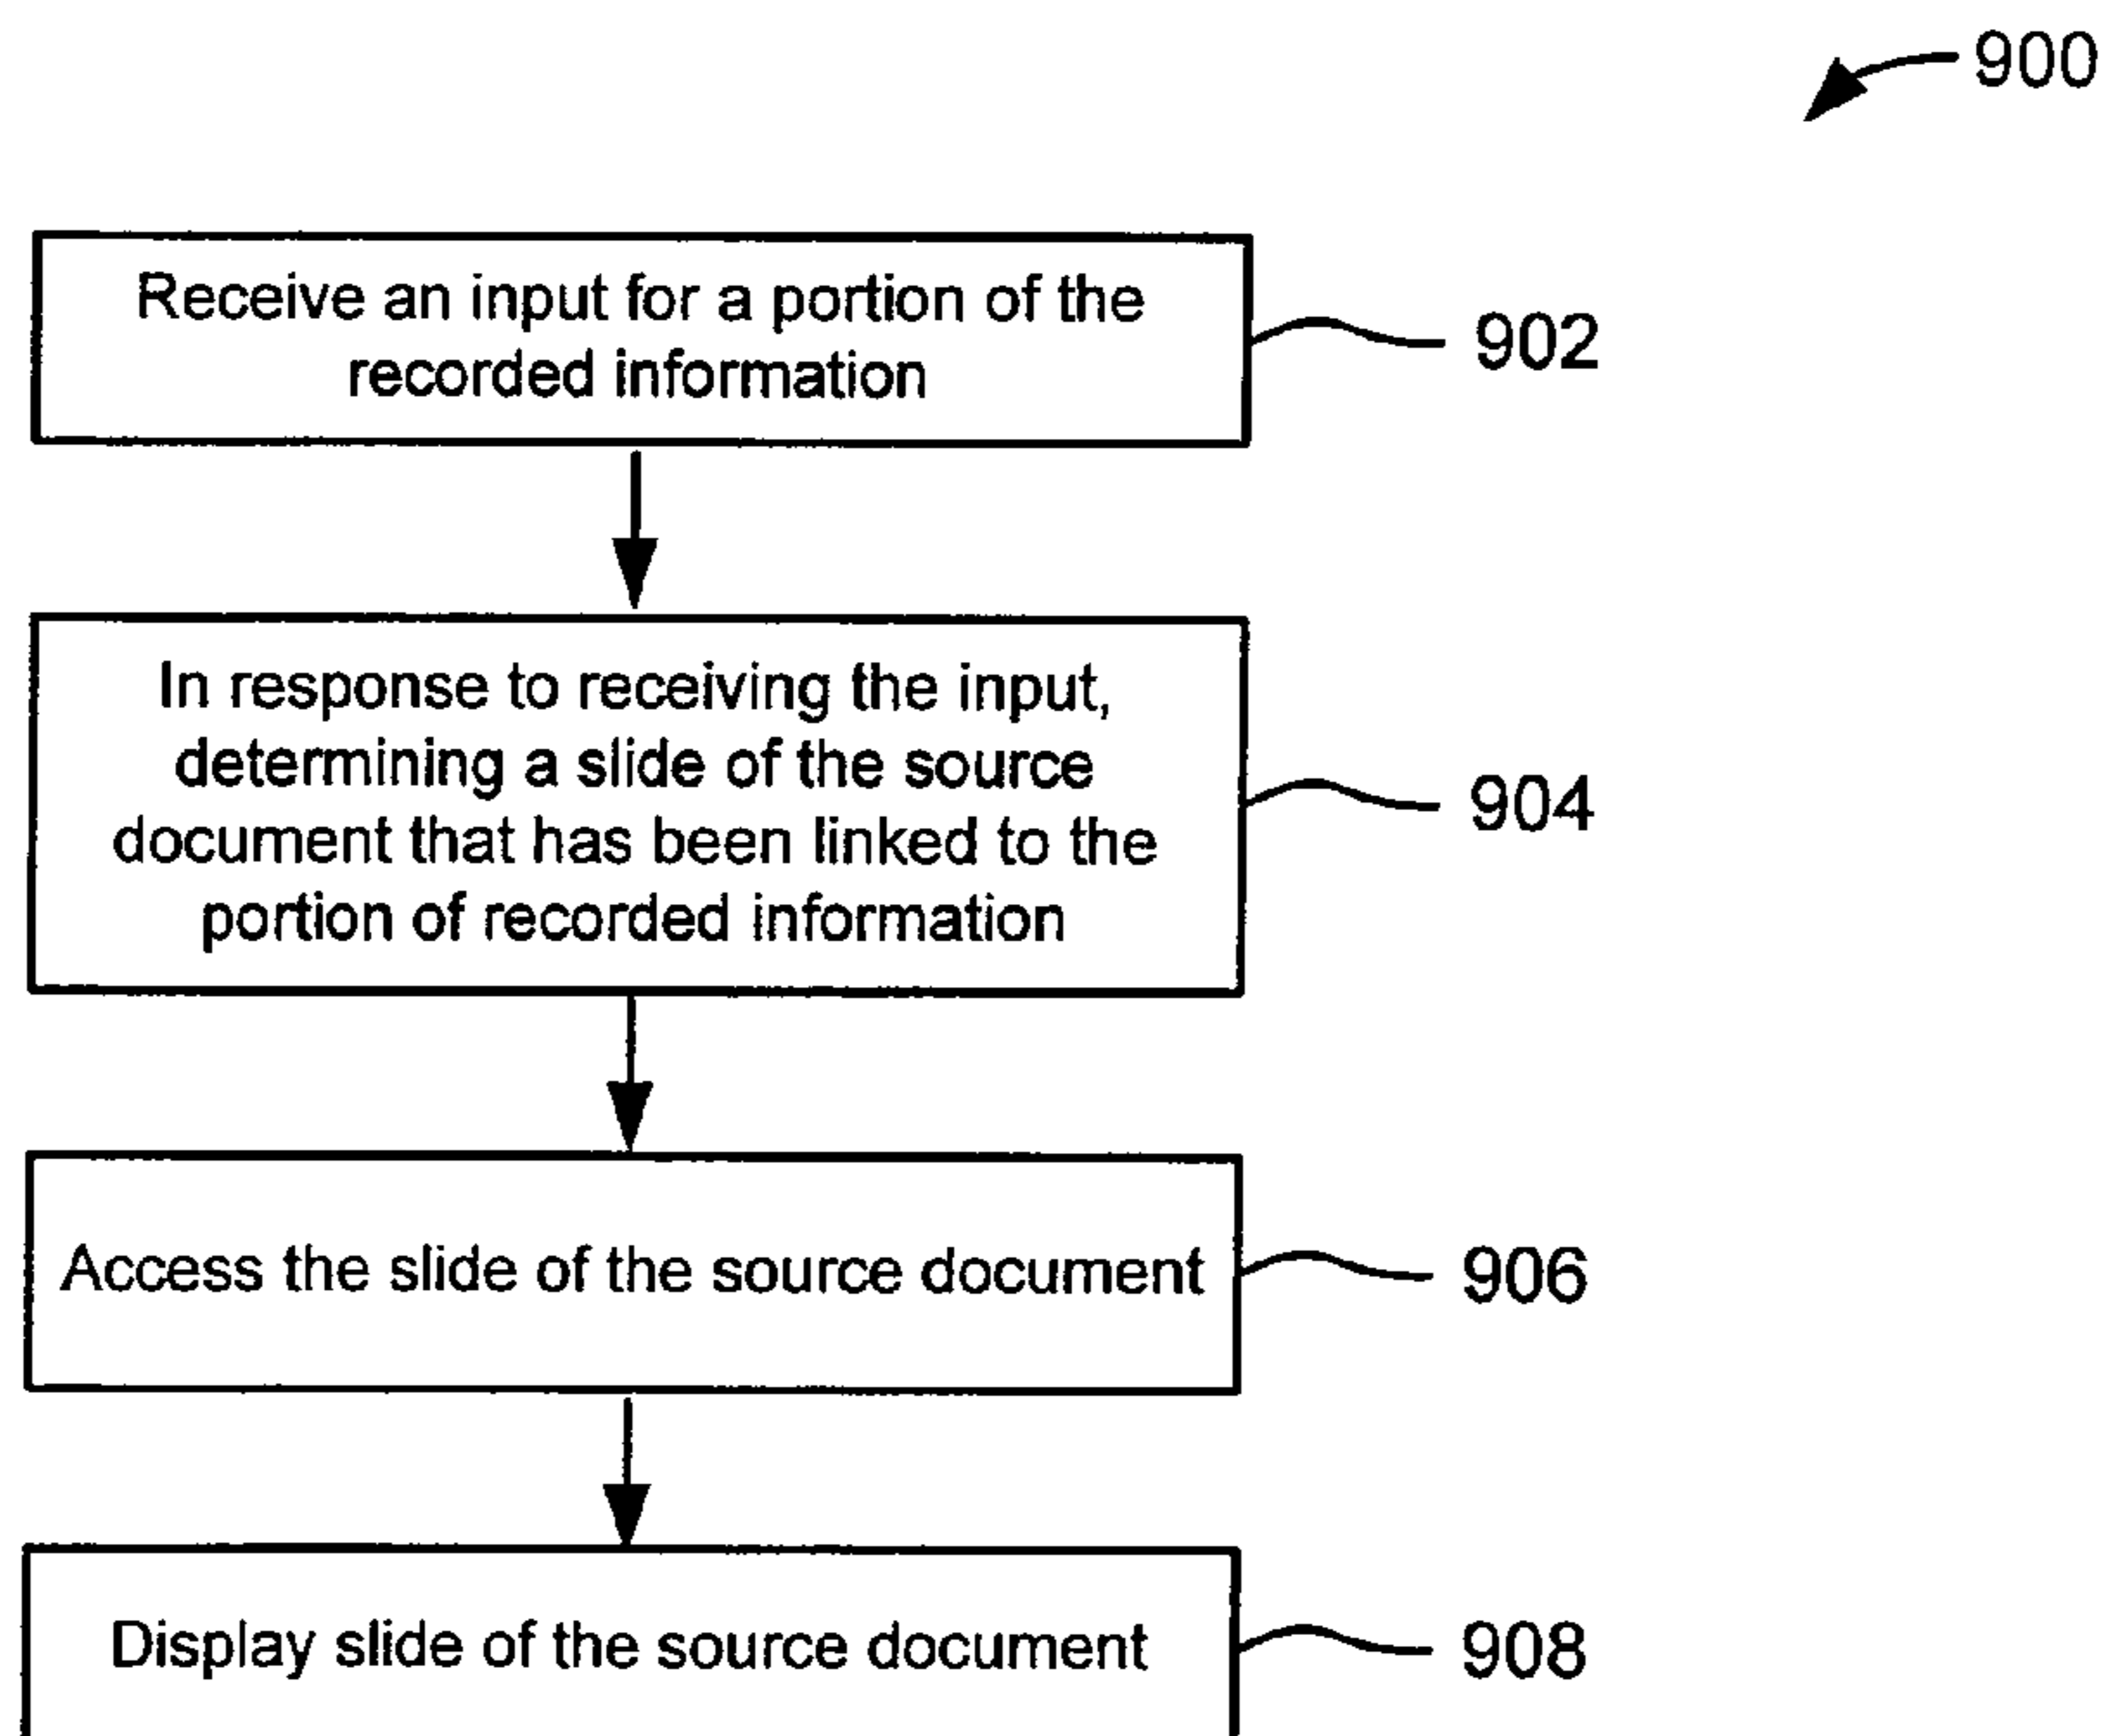 900
Receive an input for a portion of the
recorded information
902
In response to receiving the input,
determining a slide of the source
document that has been linked to the
portion of recorded information
904
Access the slide of the source document
906
Display slide of the source document
908